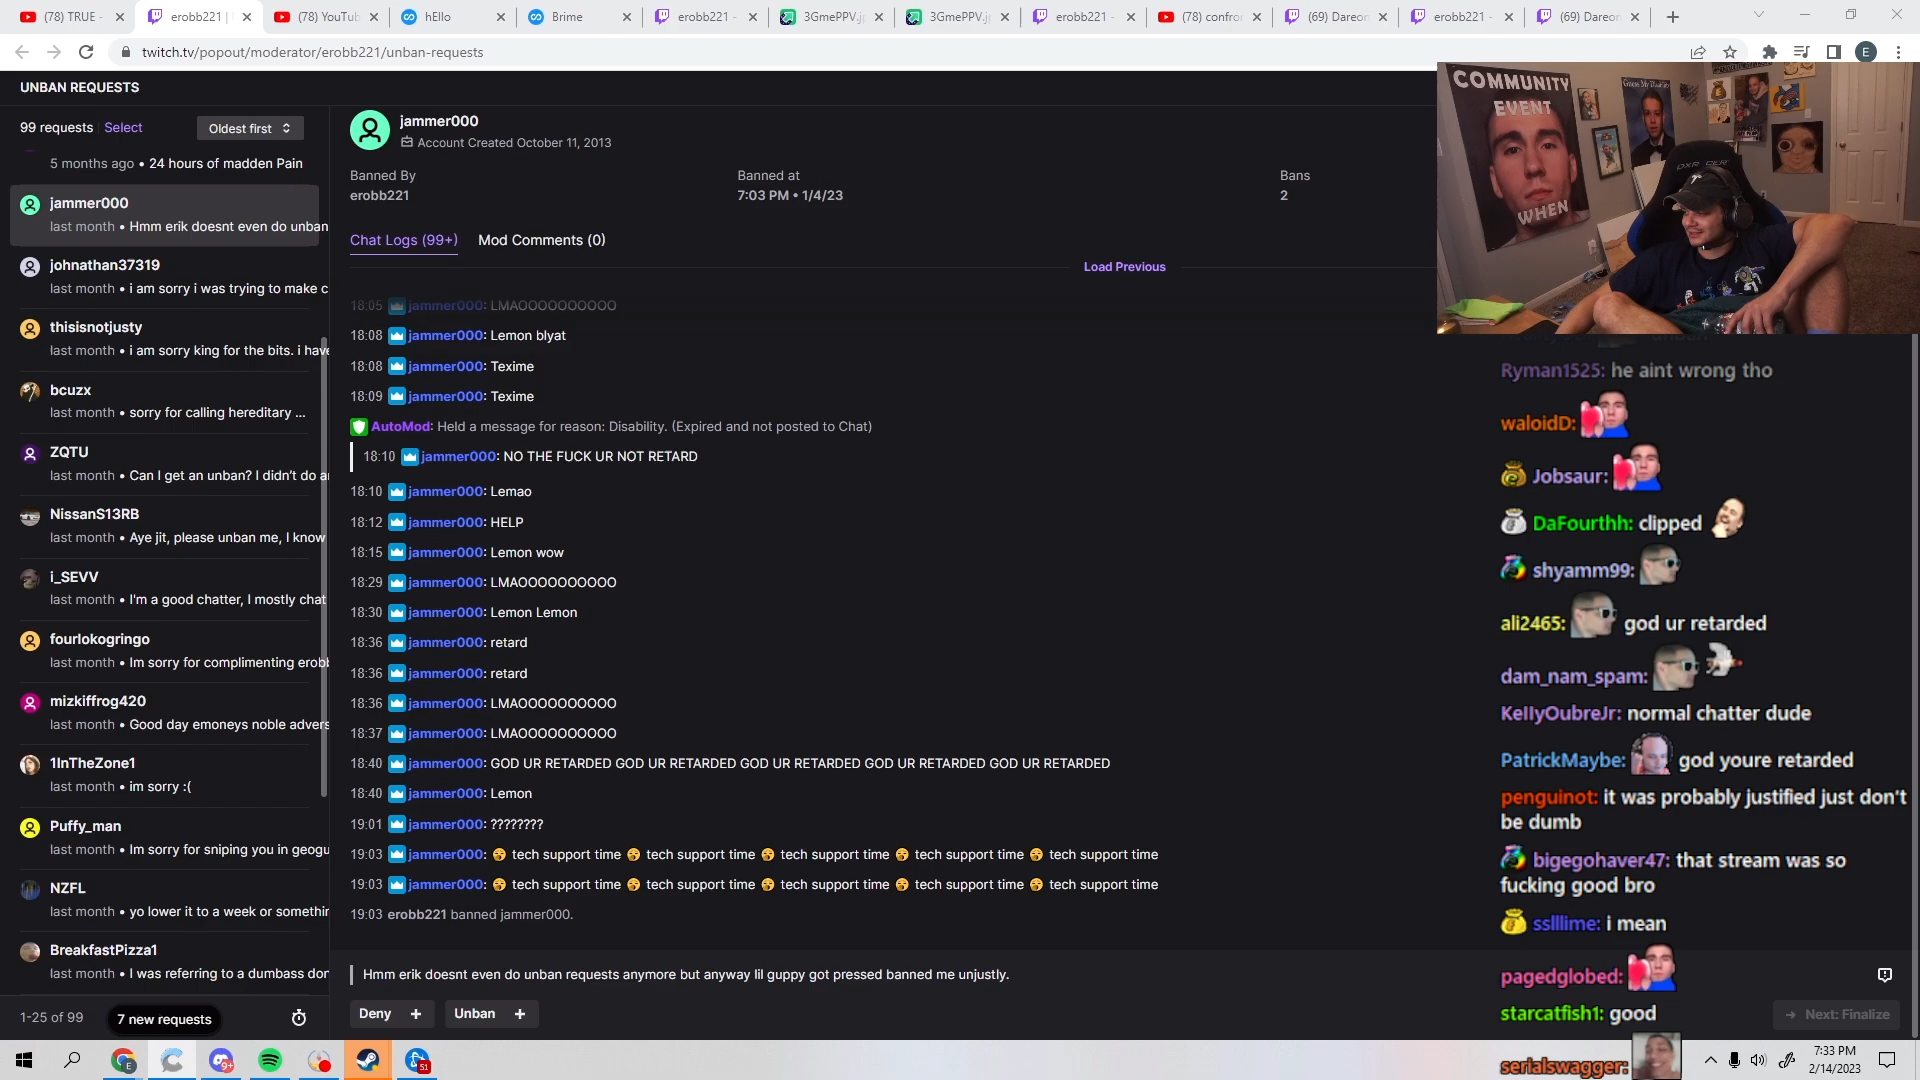 (78) TRUE - erobb221 | (78) YouTub hEllo Brime erobb221 - 3GmePPV.jp 3GmePPV.jp erobb221 - (78) confror (69) Dareon erobb221 - (69) Dareon
twitch.tv/popout/moderator/erobb221/unban-requests
UNBAN REQUESTS
99 requests Select Oldest first
5 months ago • 24 hours of madden Pain
jammer000
last month • Hmm erik doesnt even do unban
johnathan37319
last month • i am sorry i was trying to make c
thisisnotjusty
last month • i am sorry king for the bits. i have
bcuzx
last month • sorry for calling hereditary ...
ZQTU
last month • Can I get an unban? I didn't do a
NissanS13RB
last month • Aye jit, please unban me, I know
i_SEVV
last month • I'm a good chatter, I mostly chat
fourlokogringo
last month • Im sorry for complimenting erobb
mizkiffrog420
last month • Good day emoneys noble advers
1InTheZone1
last month • im sorry :(
Puffy_man
last month • Im sorry for sniping you in geogu
NZFL
last month • yo lower it to a week or somethin
BreakfastPizza1
last month • I was referring to a dumbass don
1-25 of 99 7 new requests
jammer000
Account Created October 11, 2013
Banned By Banned at Bans
erobb221 7:03 PM • 1/4/23 2
Chat Logs (99+) Mod Comments (0)
Load Previous
18:05 jammer000: LMAOOOOOOOOOO
18:08 jammer000: Lemon blyat
18:08 jammer000: Texime
18:09 jammer000: Texime
AutoMod: Held a message for reason: Disability. (Expired and not posted to Chat)
18:10 jammer000: NO THE FUCK UR NOT RETARD
18:10 jammer000: Lemao
18:12 jammer000: HELP
18:15 jammer000: Lemon wow
18:29 jammer000: LMAOOOOOOOOOO
18:30 jammer000: Lemon Lemon
18:36 jammer000: retard
18:36 jammer000: retard
18:36 jammer000: LMAOOOOOOOOOO
18:37 jammer000: LMAOOOOOOOOOO
18:40 jammer000: GOD UR RETARDED GOD UR RETARDED GOD UR RETARDED GOD UR RETARDED GOD UR RETARDED
18:40 jammer000: Lemon
19:01 jammer000: ????????
19:03 jammer000: 🥱 tech support time 🥱 tech support time 🥱 tech support time 🥱 tech support time 🥱 tech support time
19:03 jammer000: 🥱 tech support time 🥱 tech support time 🥱 tech support time 🥱 tech support time 🥱 tech support time
19:03 erobb221 banned jammer000.
Hmm erik doesnt even do unban requests anymore but anyway lil guppy got pressed banned me unjustly.
Deny + Unban +
→ Next: Finalize
COMMUNITY
EVENT
WHEN
Ryman1525: he aint wrong tho
waloidD:
Jobsaur:
DaFourthh: clipped
shyamm99:
ali2465: god ur retarded
dam_nam_spam:
KellyOubreJr: normal chatter dude
PatrickMaybe: god youre retarded
penguinot: it was probably justified just don't
be dumb
bigegohaver47: that stream was so
fucking good bro
sslllime: i mean
pagedglobed:
starcatfish1: good
serialswagger:
7:33 PM
2/14/2023